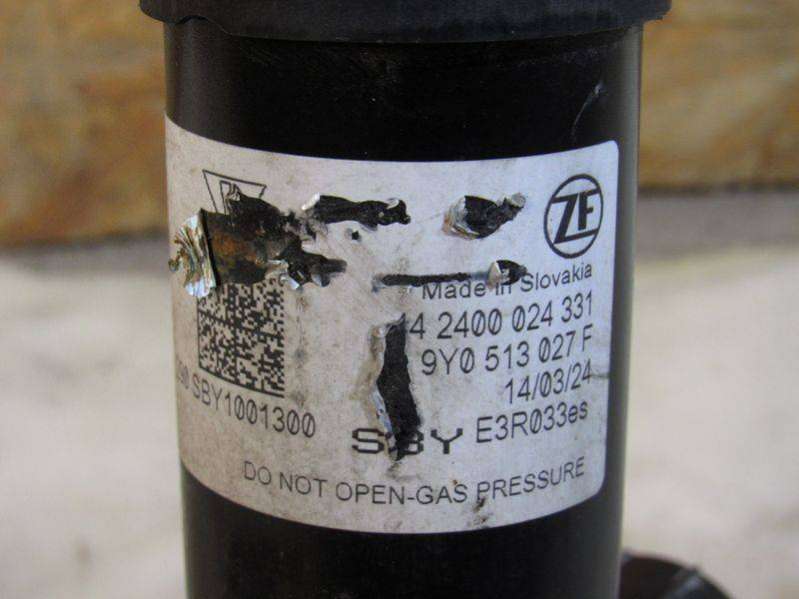 ZF
Made in Slovakia
4 2400 024 331
9Y0 513 027 F
14/03/24
SBY1001300
SBY E3R033es
DO NOT OPEN-GAS PRESSURE